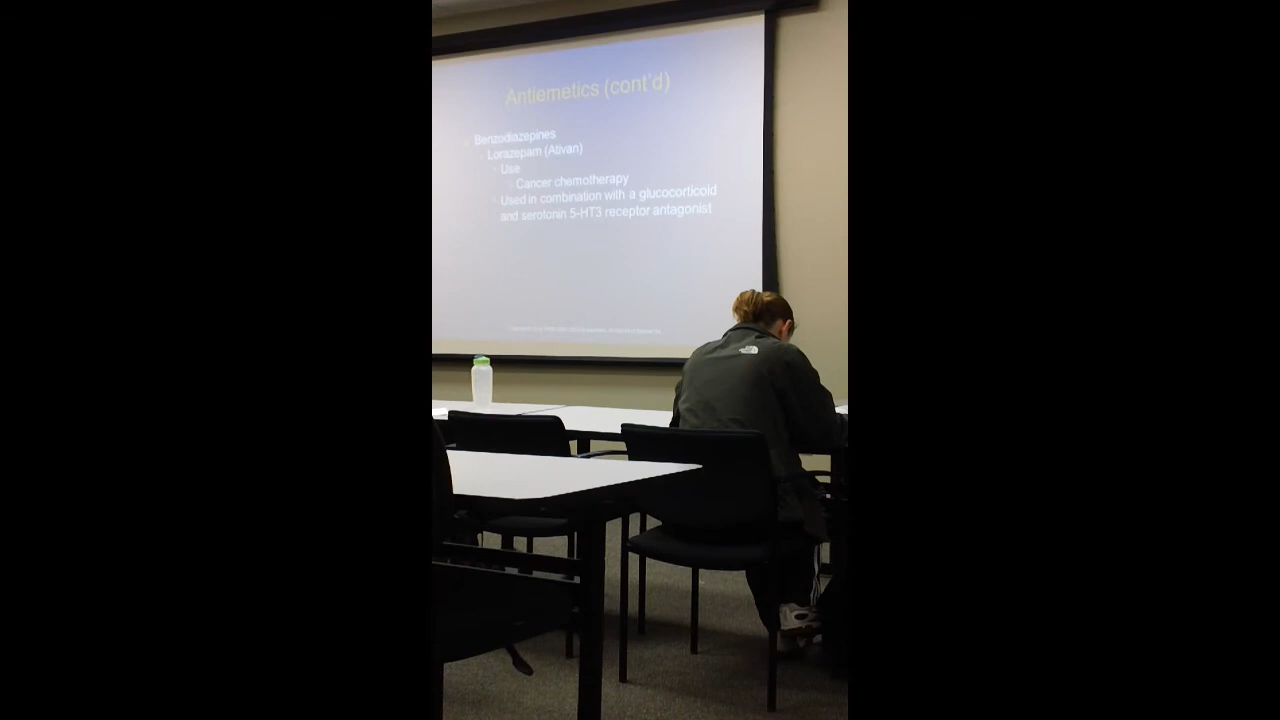 Antiemetics (cont'd)
Benzodiazepines
Lorazepam (Ativan)
Use
Cancer chemotherapy
Used in combination with a glucocorticoid
and serotonin 5-HT3 receptor antagonist